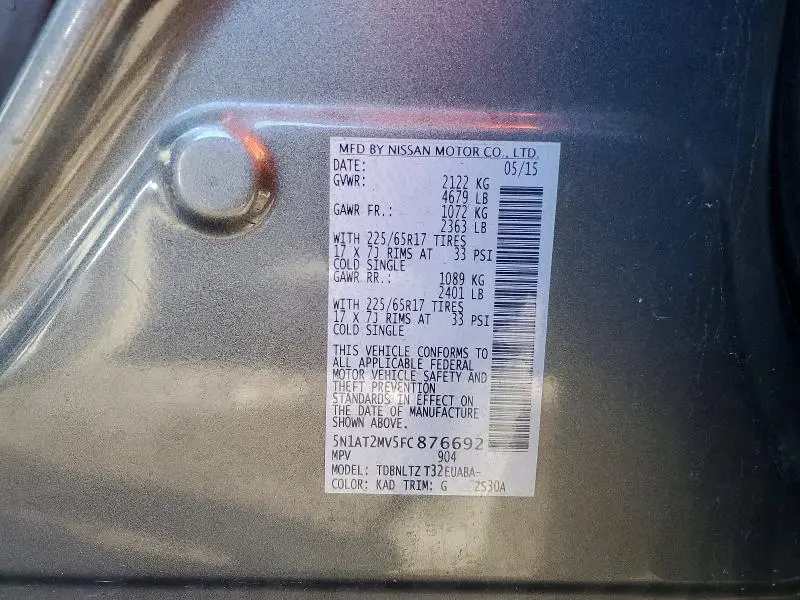 MFD BY NISSAN MOTOR CO., LTD.
DATE: 05/15
GVWR: 2122 KG
4679 LB
GAWR FR.: 1072 KG
2363 LB
WITH 225/65R17 TIRES
17 X 7J RIMS AT 33 PSI
COLD SINGLE
GAWR RR.: 1089 KG
2401 LB
WITH 225/65R17 TIRES
17 X 7J RIMS AT 33 PSI
COLD SINGLE
THIS VEHICLE CONFORMS TO
ALL APPLICABLE FEDERAL
MOTOR VEHICLE SAFETY AND
THEFT PREVENTION
STANDARDS IN EFFECT ON
THE DATE OF MANUFACTURE
SHOWN ABOVE.
5N1AT2MV5FC876692
MPV 904
MODEL: TDBNLTZ T32EUABA-
COLOR: KAD TRIM: G ZS30A